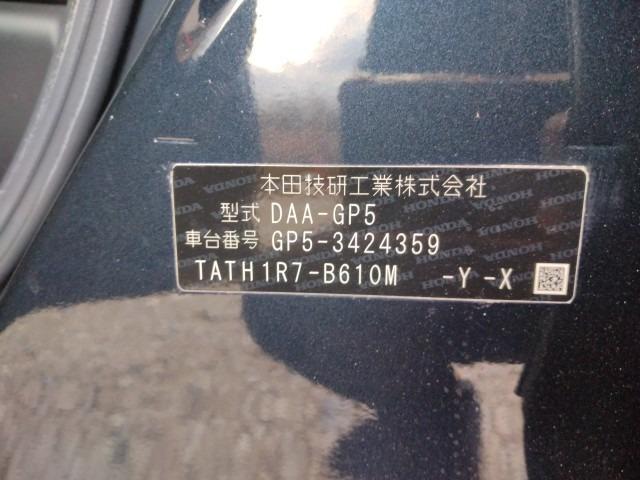 本田技研工業株式会社
型式 DAA-GP5
車台番号 GP5-3424359
TATH1R7-B610M -Y -X